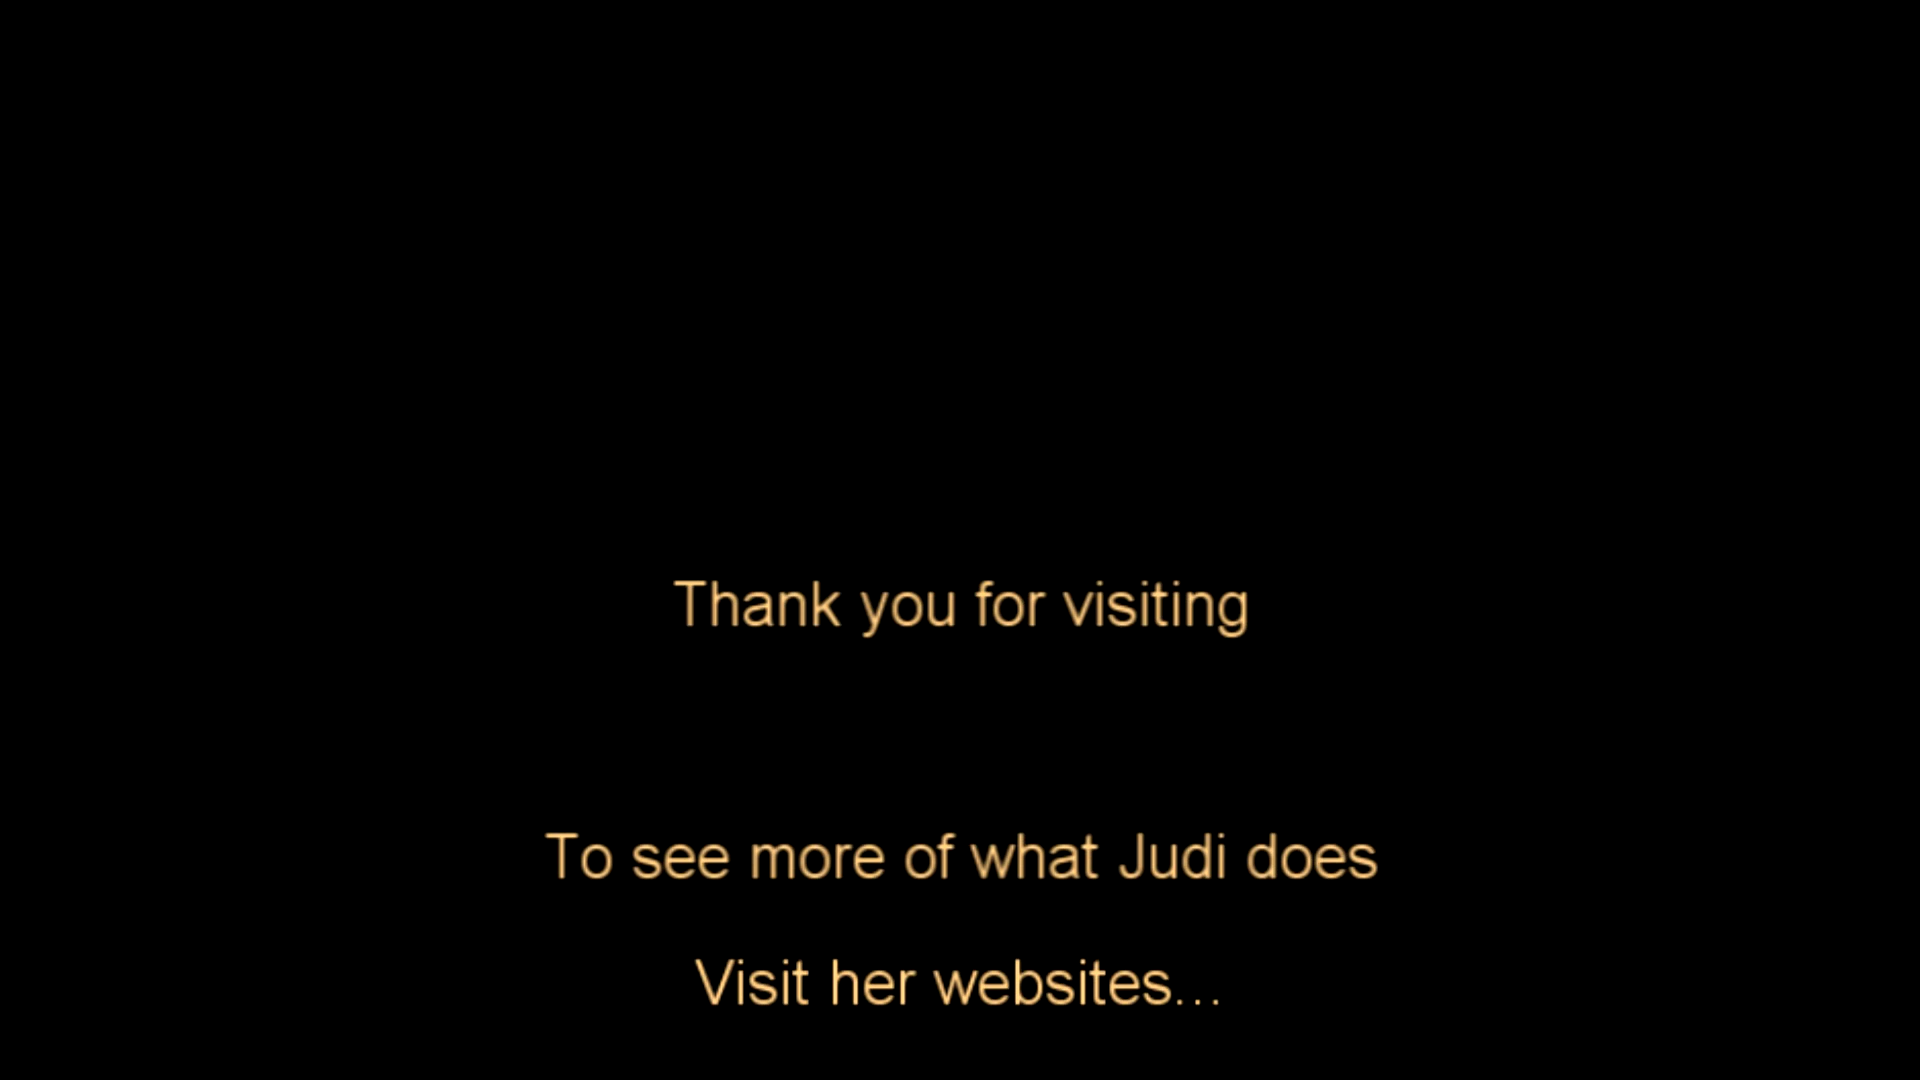 Thank you for visiting
To see more of what Judi does
Visit her websites...